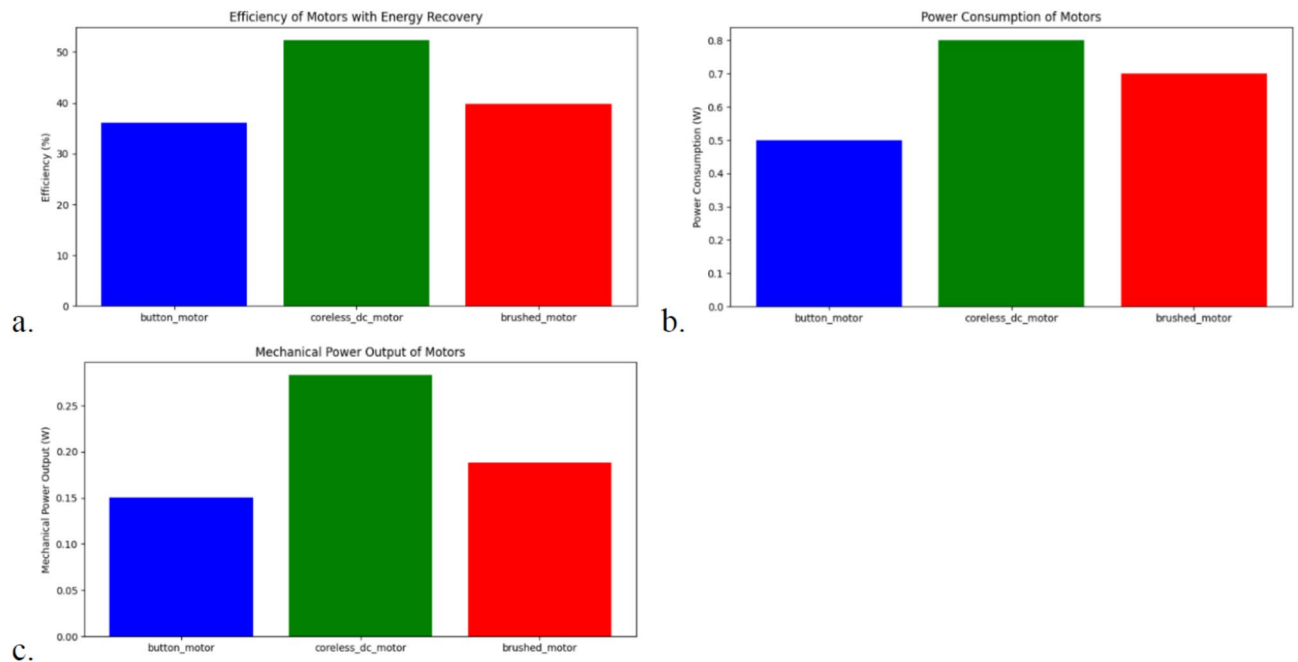 Efficiency of Motors with Energy Recovery
Efficiency (%)
50
40
30
20
10
0
button_motor coreless_dc_motor brushed_motor
a.
Power Consumption of Motors
Power Consumption (W)
0.8
0.7
0.6
0.5
0.4
0.3
0.2
0.1
0.0
button_motor coreless_dc_motor brushed_motor
b.
Mechanical Power Output of Motors
Mechanical Power Output (W)
0.25
0.20
0.15
0.10
0.05
0.00
button_motor coreless_dc_motor brushed_motor
c.